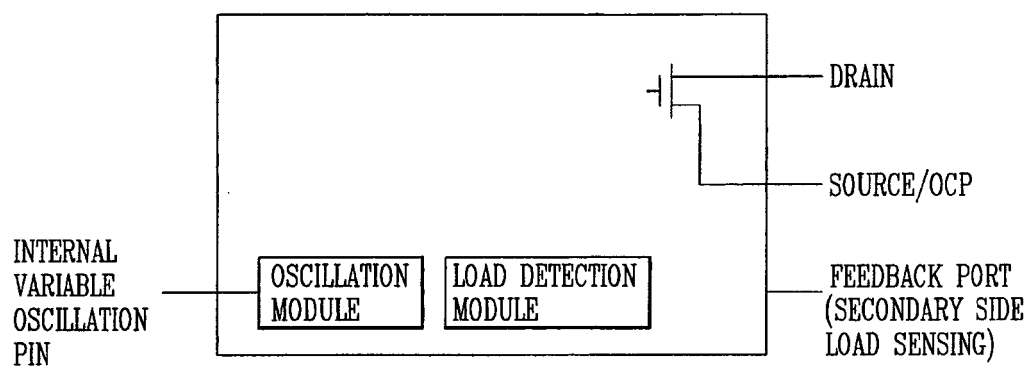 DRAIN
SOURCE/OCP
INTERNAL
VARIABLE
OSCILLATION
PIN
OSCILLATION
MODULE
LOAD DETECTION
MODULE
FEEDBACK PORT
(SECONDARY SIDE
LOAD SENSING)